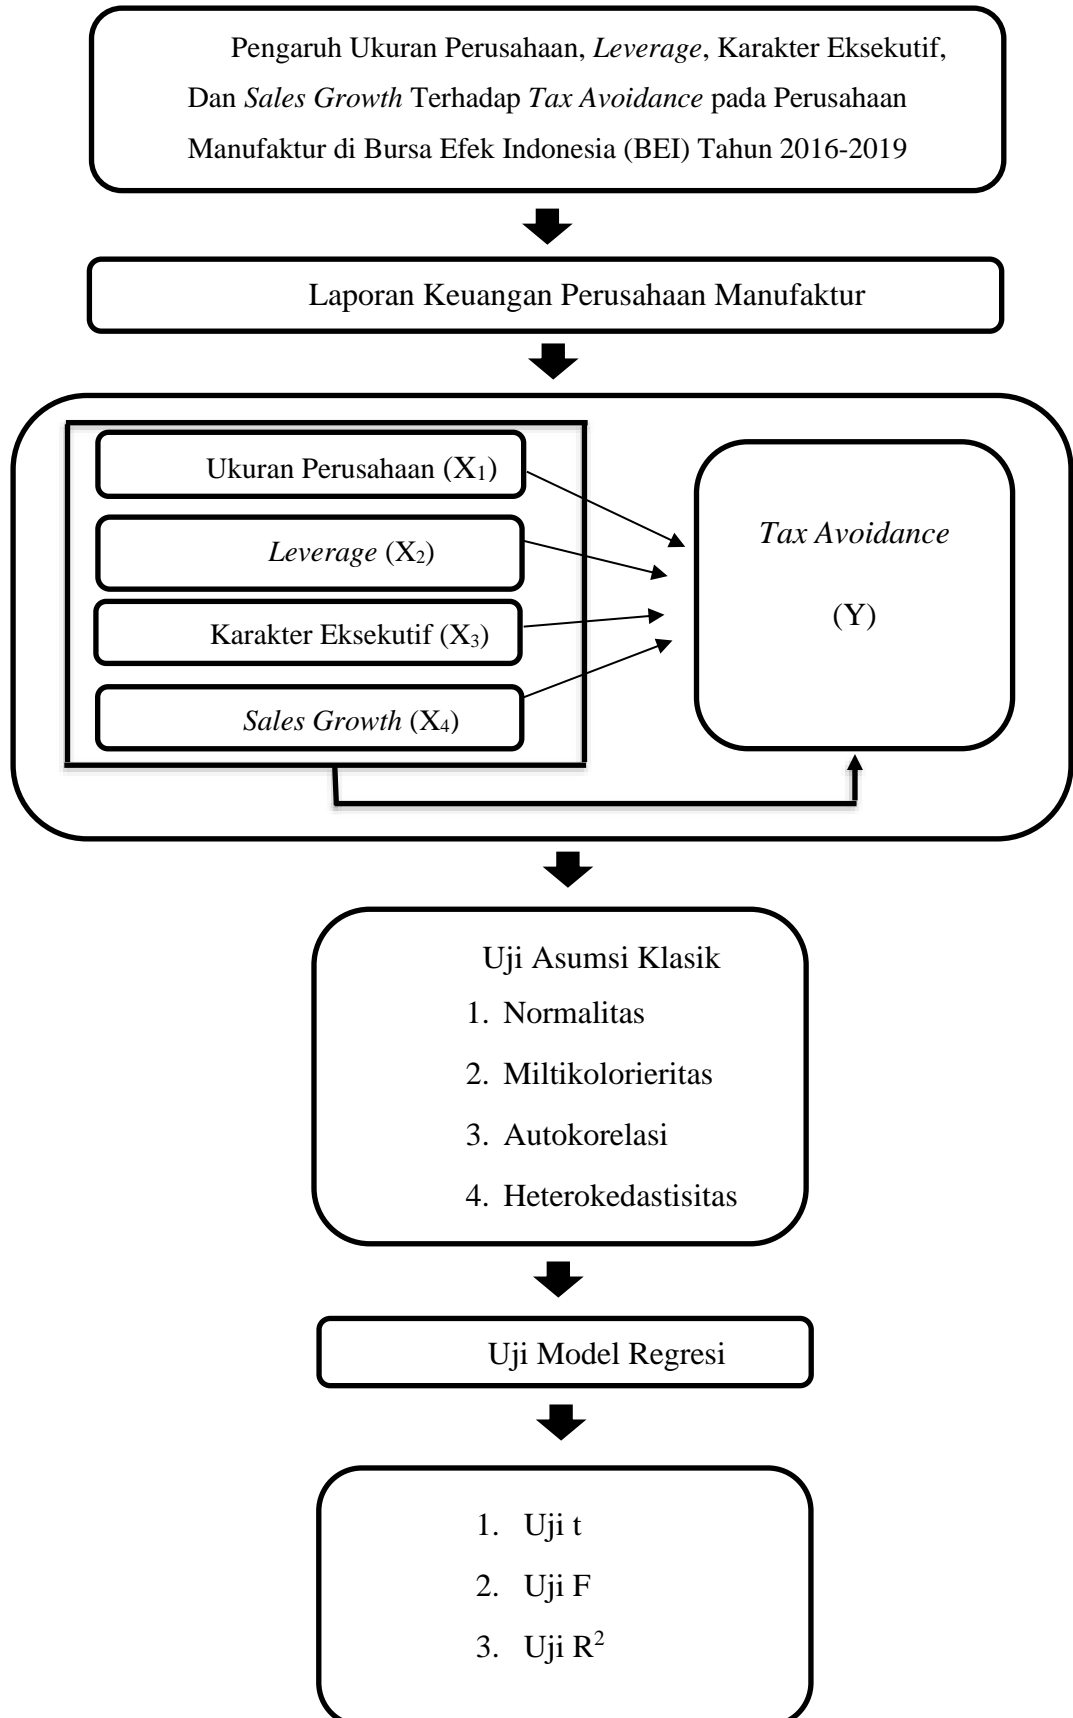 Pengaruh Ukuran Perusahaan, Leverage, Karakter Eksekutif,
Dan Sales Growth Terhadap Tax Avoidance pada Perusahaan
Manufaktur di Bursa Efek Indonesia (BEI) Tahun 2016-2019
Laporan Keuangan Perusahaan Manufaktur
Ukuran Perusahaan (X₁)
Leverage (X₂)
Karakter Eksekutif (X₃)
Sales Growth (X₄)
Tax Avoidance
(Y)
Uji Asumsi Klasik
1. Normalitas
2. Miltikolorieritas
3. Autokorelasi
4. Heterokedastisitas
Uji Model Regresi
1. Uji t
2. Uji F
3. Uji R²